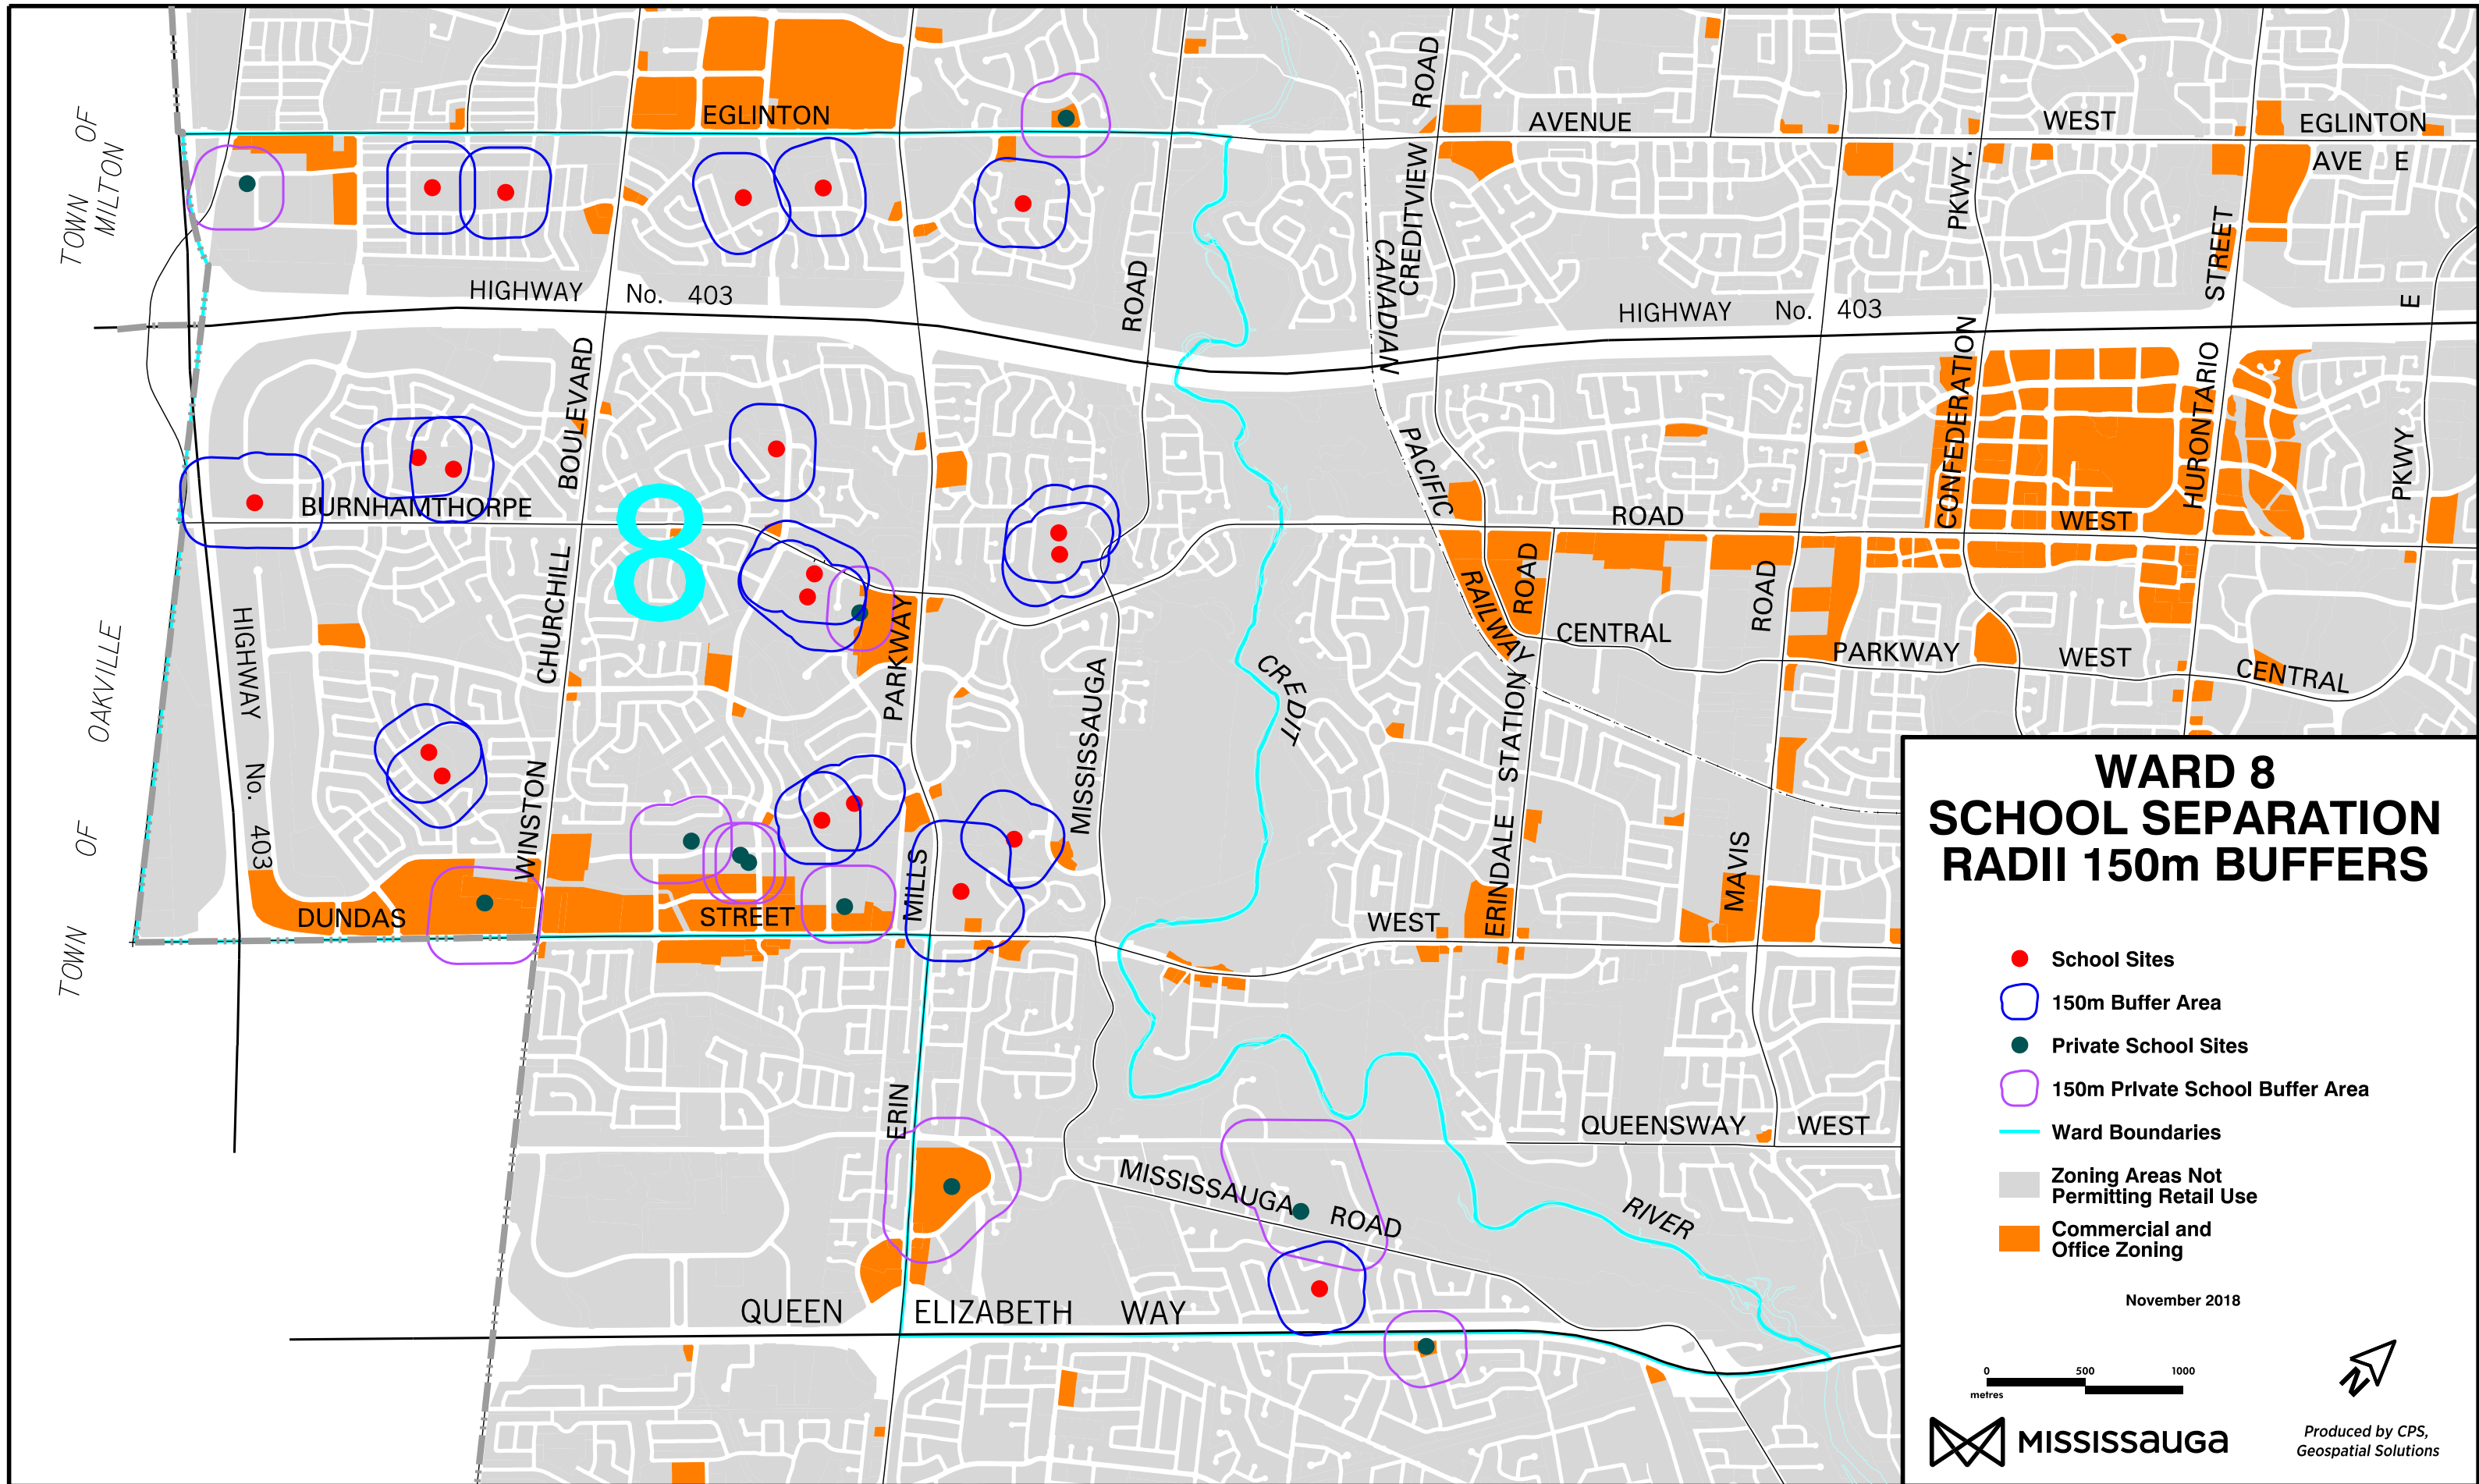 EGLINTON
AVENUE
WEST
EGLINTON
AVE E
TOWN OF
MILTON
CREDITVIEW ROAD
HIGHWAY No. 403
ROAD
CANADIAN
PACIFIC
RAILWAY
HIGHWAY No. 403
CONFEDERATION PKWY.
HURONTARIO STREET
PKWY E
BOULEVARD
CHURCHILL
WINSTON
BURNHAMTHORPE
8
ROAD
WEST
ROAD
ROAD
CENTRAL
PARKWAY
WEST
CENTRAL
TOWN OF OAKVILLE
HIGHWAY No. 403
PARKWAY
MILLS
ERIN
MISSISSAUGA
CREDIT
ERINDALE STATION
MAVIS
DUNDAS
STREET
WEST
QUEENSWAY WEST
MISSISSAUGA ROAD
RIVER
QUEEN ELIZABETH WAY
WARD 8
SCHOOL SEPARATION
RADII 150m BUFFERS
School Sites
150m Buffer Area
Private School Sites
150m PrIvate School Buffer Area
Ward Boundaries
Zoning Areas Not
Permitting Retail Use
Commercial and
Office Zoning
November 2018
0 500 1000
metres
MISSISSauGa
Produced by CPS,
Geospatial Solutions